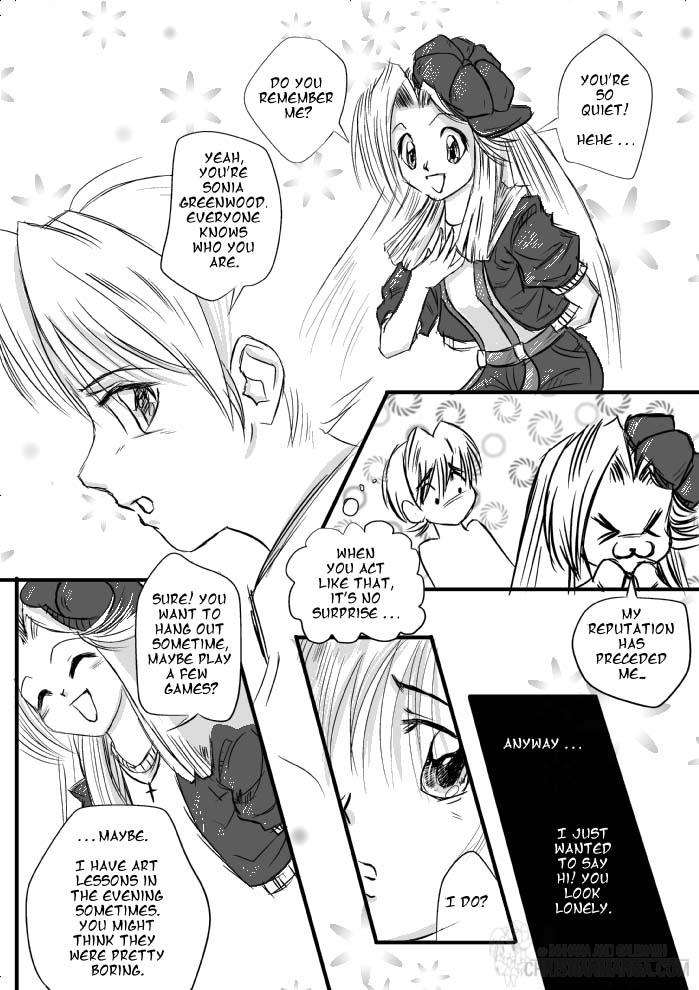 YOU'RE
SO
QUIET!
HEHE ...
DO YOU
REMEMBER
ME?
YEAH,
YOU'RE
SONIA
GREENWOOD.
EVERYONE
KNOWS
WHO YOU
ARE.
MY
REPUTATION
HAS
PRECEDED
ME...
WHEN
YOU ACT
LIKE THAT,
IT'S NO
SURPRISE ...
ANYWAY ...
I JUST
WANTED
TO SAY
HI! YOU
LOOK
LONELY.
I DO?
SURE! YOU
WANT TO
HANG OUT
SOMETIME,
MAYBE PLAY
A FEW
GAMES?
...MAYBE.
I HAVE ART
LESSONS IN
THE EVENING
SOMETIMES.
YOU MIGHT
THINK THEY
WERE PRETTY
BORING.
CHRISTIANMANGA.COM